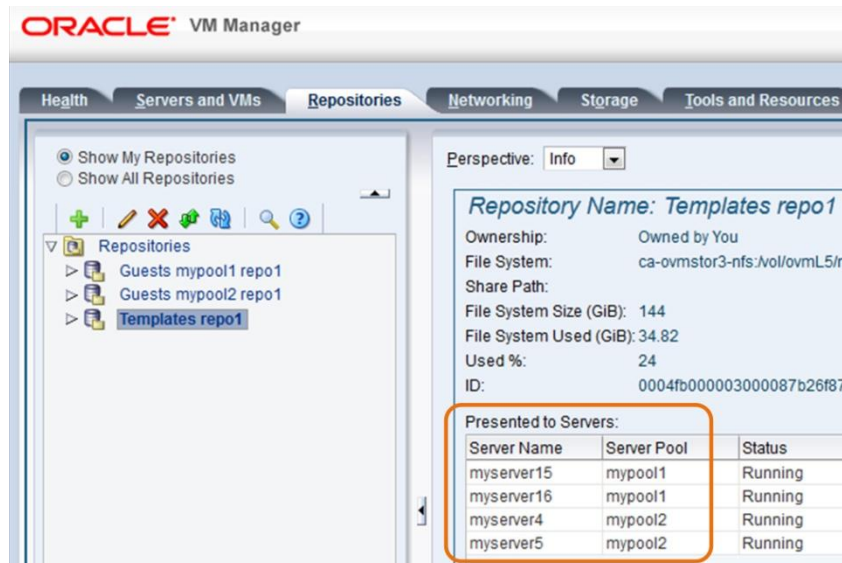 ORACLE VM Manager
Health Servers and VMs Repositories Networking Storage Tools and Resources
Show My Repositories
Show All Repositories
Repositories
Guests mypool1 repo1
Guests mypool2 repo1
Templates repo1
Perspective: Info
Repository Name: Templates repo1
Ownership: Owned by You
File System: ca-ovmstor3-nfs:/vol/ovmL5/
Share Path:
File System Size (GiB): 144
File System Used (GiB): 34.82
Used %: 24
ID: 0004fb000003000087b26f87
Presented to Servers:
Server Name Server Pool Status
myserver15 mypool1 Running
myserver16 mypool1 Running
myserver4 mypool2 Running
myserver5 mypool2 Running